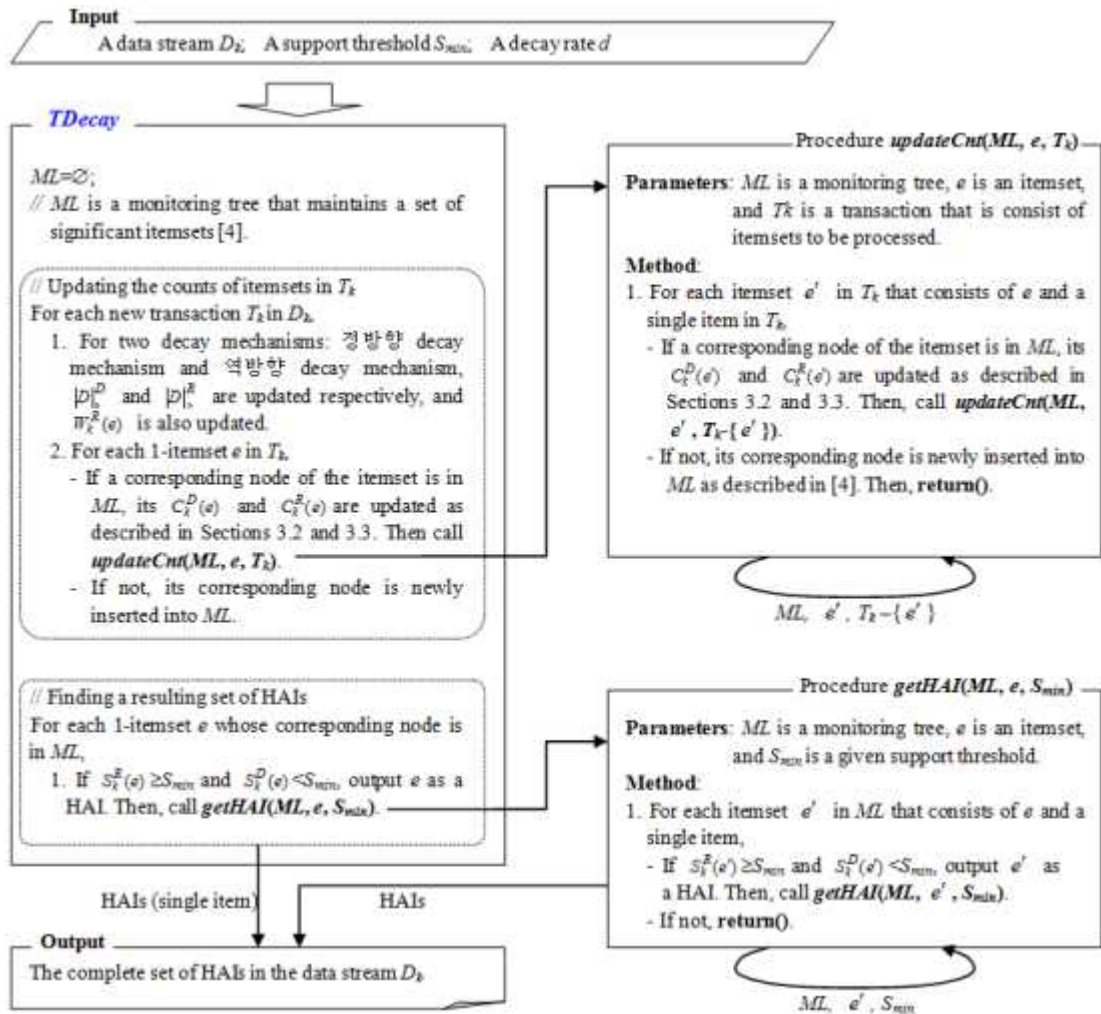 Input
A data stream Dₖ; A support threshold Sₘᵢₙ; A decay rate d
TDecay
ML=∅;
// ML is a monitoring tree that maintains a set of
significant itemsets [4].
// Updating the counts of itemsets in Tₖ
For each new transaction Tₖ in Dₖ,
1. For two decay mechanisms: 정방향 decay
mechanism and 역방향 decay mechanism,
and are updated respectively, and
Wₖᴿ(e) is also updated.
2. For each 1-itemset e in Tₖ,
- If a corresponding node of the itemset is in
ML, its Cₖᴰ(e) and Cₖᴿ(e) are updated as
described in Sections 3.2 and 3.3. Then call
updateCnt(ML, e, Tₖ).
- If not, its corresponding node is newly
inserted into ML.
// Finding a resulting set of HAIs
For each 1-itemset e whose corresponding node is
in ML,
1. If Sₖᴿ(e) ≥Sₘᵢₙ and Sₖᴰ(e) <Sₘᵢₙ, output e as a
HAI. Then, call getHAI(ML, e, Sₘᵢₙ).
HAIs (single item)
HAIs
Output
The complete set of HAIs in the data stream Dₖ
Procedure updateCnt(ML, e, Tₖ)
Parameters: ML is a monitoring tree, e is an itemset,
and Tk is a transaction that is consist of
itemsets to be processed.
Method:
1. For each itemset e′ in Tₖ that consists of e and a
single item in Tₖ,
- If a corresponding node of the itemset is in ML, its
Cₖᴰ(e′) and Cₖᴿ(e′) are updated as described in
Sections 3.2 and 3.3. Then, call updateCnt(ML,
e′, Tₖ-{e′}).
- If not, its corresponding node is newly inserted into
ML as described in [4]. Then, return().
ML, e′, Tₖ-{e′}
Procedure getHAI(ML, e, Sₘᵢₙ)
Parameters: ML is a monitoring tree, e is an itemset,
and Sₘᵢₙ is a given support threshold.
Method:
1. For each itemset e′ in ML that consists of e and a
single item,
- If Sₖᴿ(e′) ≥Sₘᵢₙ and Sₖᴰ(e′) <Sₘᵢₙ, output e′ as
a HAI. Then, call getHAI(ML, e′, Sₘᵢₙ).
- If not, return().
ML, e′, Sₘᵢₙ